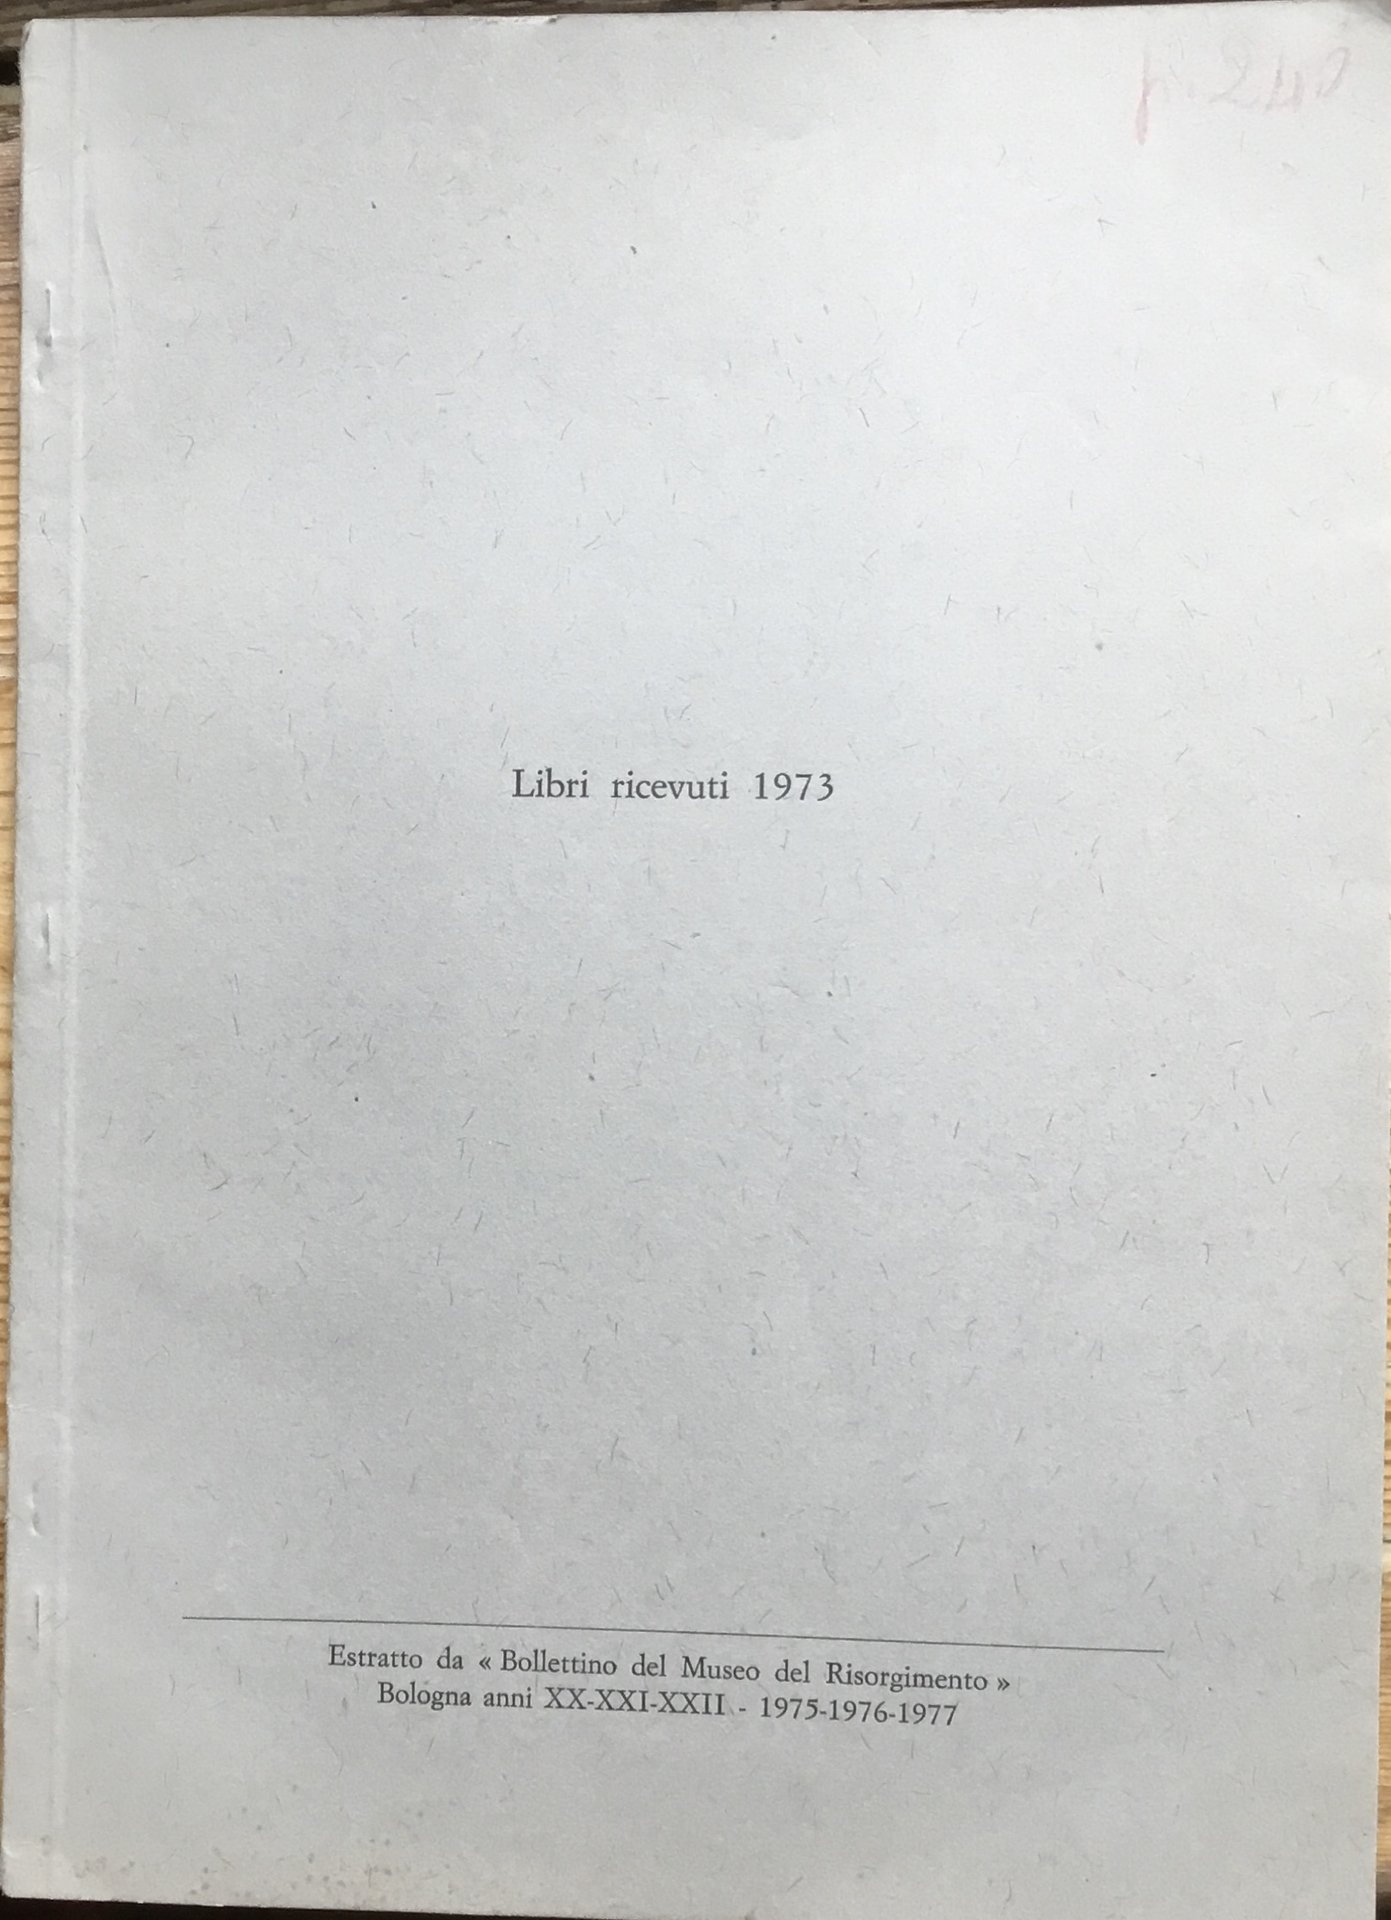 Libri ricevuti 1973
Estratto da « Bollettino del Museo del Risorgimento »
Bologna anni XX-XXI-XXII - 1975-1976-1977